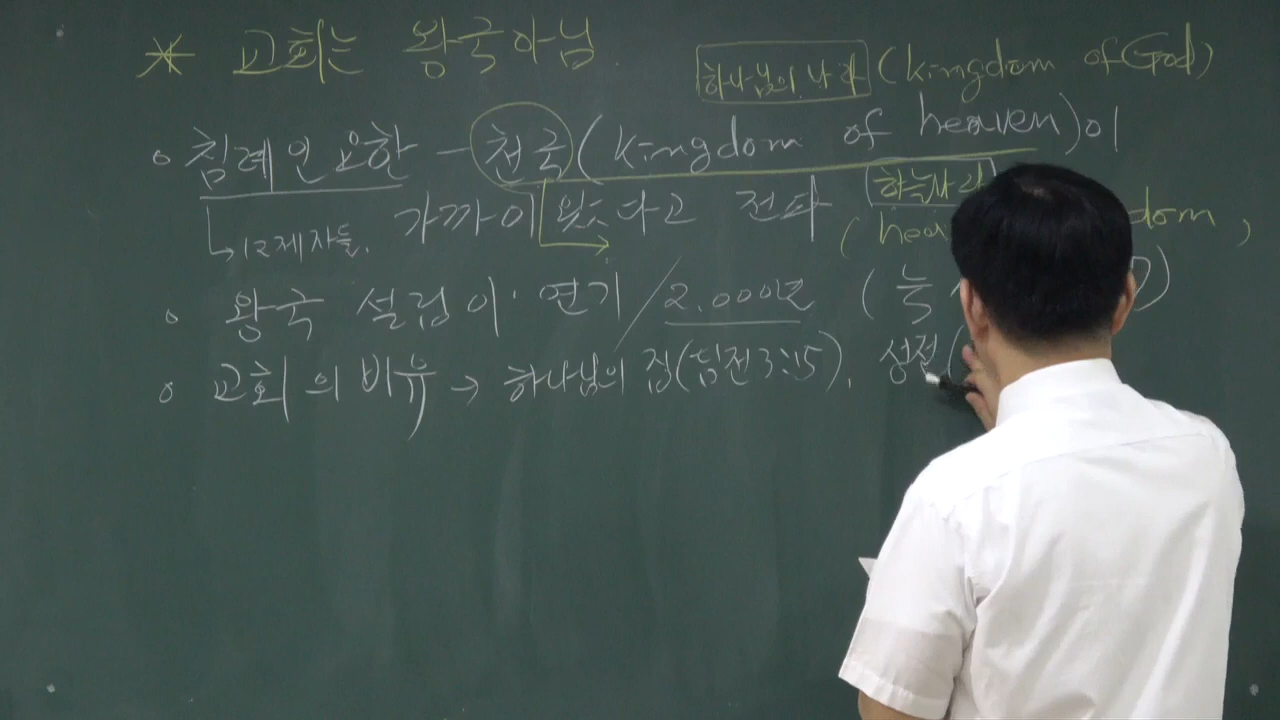 * 교회는 왕국아님.
하나님의 나라 (kingdom of God)
∘ 침례인 요한 - 천국(kingdom of heaven)이
가까이 왔다고 전파
하늘나라
↳ 12제자들.
∘ 왕국 설립이 연기 / 2,000년 (눅
∘ 교회의 비유 → 하나님의 집(딤전3:15), 성전(